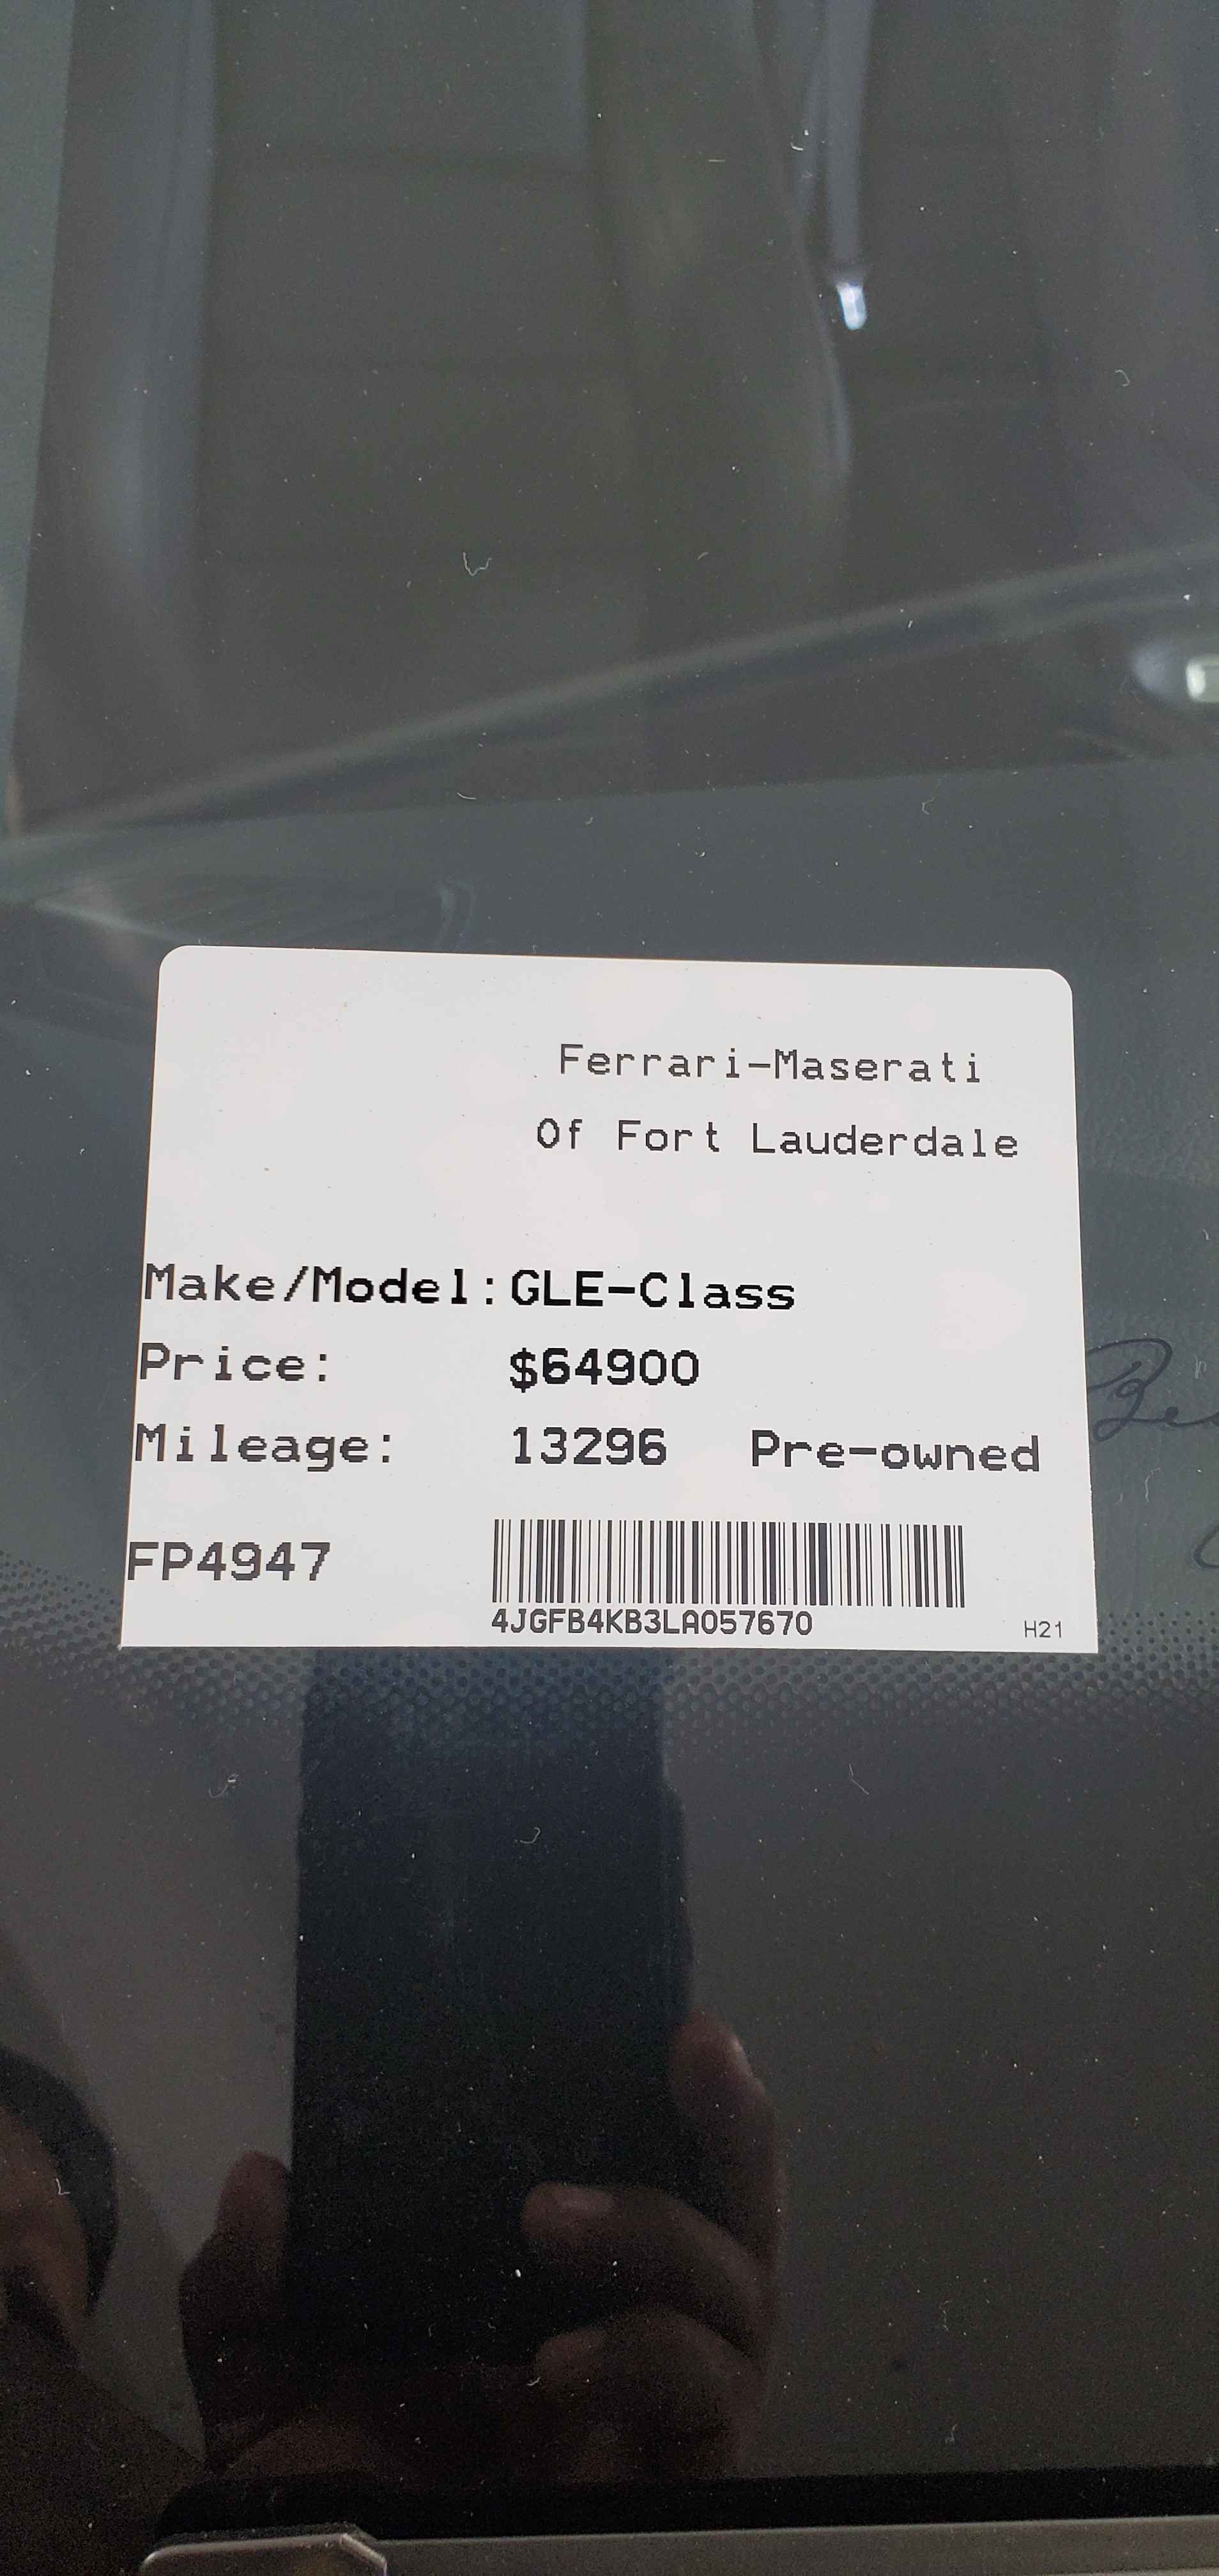 Ferrari-Maserati
Of Fort Lauderdale
Make/Model: GLE-Class
Price: $64900
Mileage: 13296 Pre-owned
FP4947
4JGFB4KB3LA057670
H21